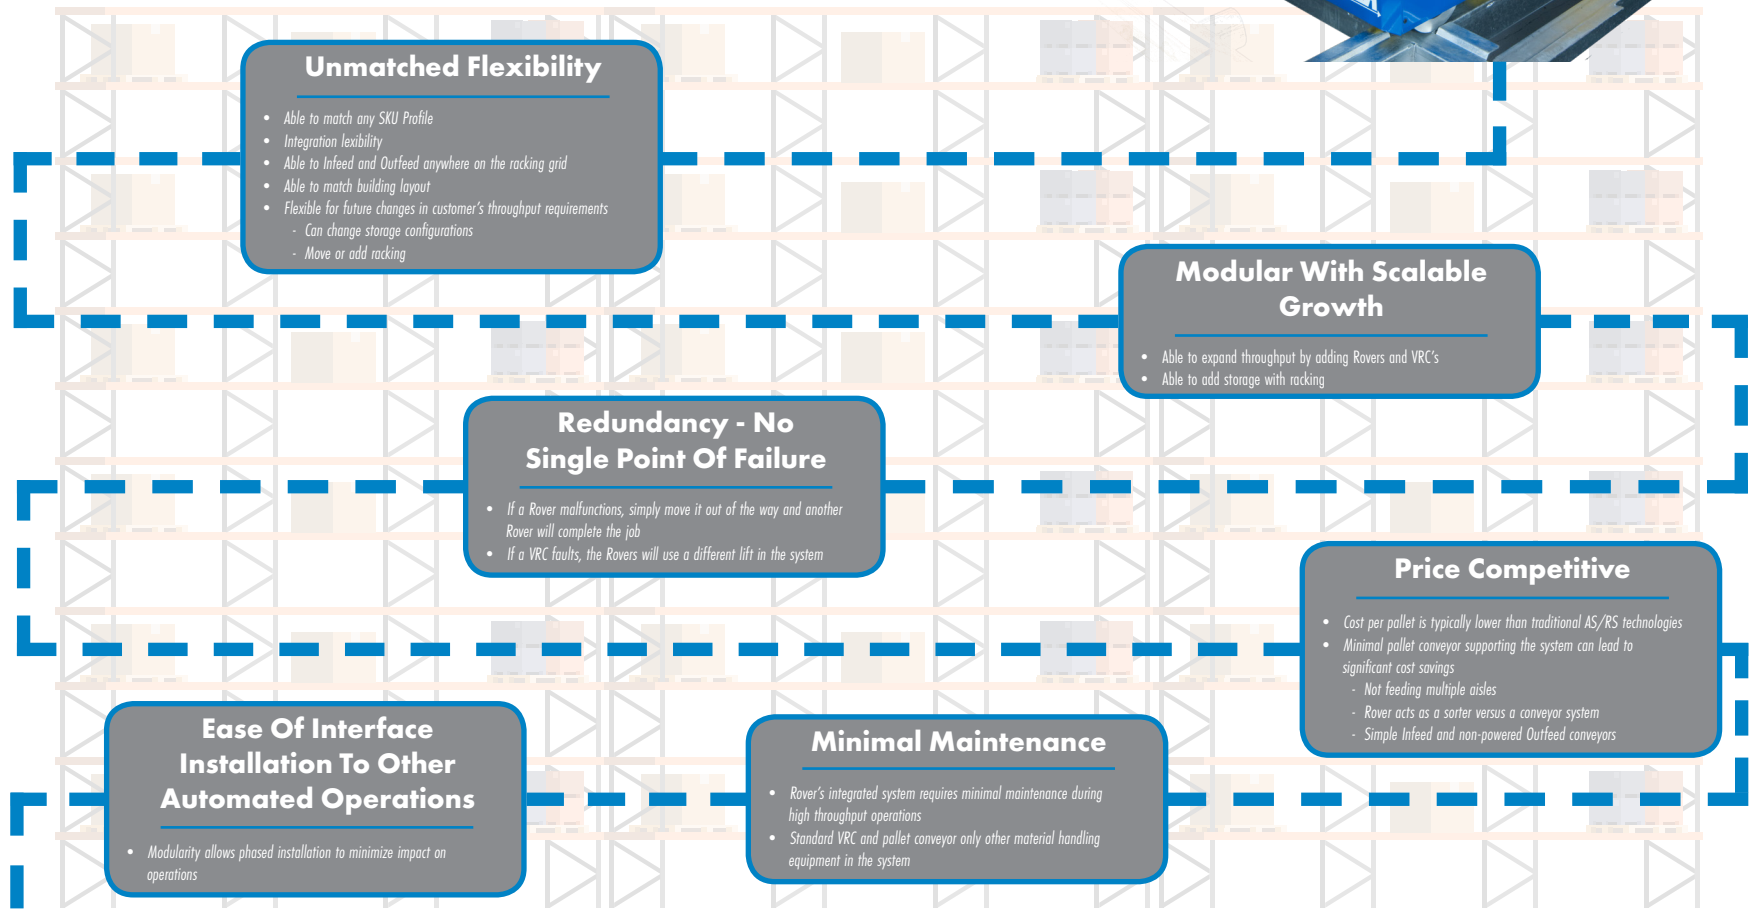 Unmatched Flexibility
• Able to match any SKU Profile
• Integration lexibility
• Able to Infeed and Outfeed anywhere on the racking grid
• Able to match building layout
• Flexible for future changes in customer's throughput requirements
- Can change storage configurations
- Move or add racking
Modular With Scalable
Growth
• Able to expand throughput by adding Rovers and VRC's
• Able to add storage with racking
Redundancy - No
Single Point Of Failure
• If a Rover malfunctions, simply move it out of the way and another
Rover will complete the job
• If a VRC faults, the Rovers will use a different lift in the system
Price Competitive
• Cost per pallet is typically lower than traditional AS/RS technologies
• Minimal pallet conveyor supporting the system can lead to
significant cost savings
- Not feeding multiple aisles
- Rover acts as a sorter versus a conveyor system
- Simple Infeed and non-powered Outfeed conveyors
Ease Of Interface
Installation To Other
Automated Operations
• Modularity allows phased installation to minimize impact on
operations
Minimal Maintenance
• Rover's integrated system requires minimal maintenance during
high throughput operations
• Standard VRC and pallet conveyor only other material handling
equipment in the system